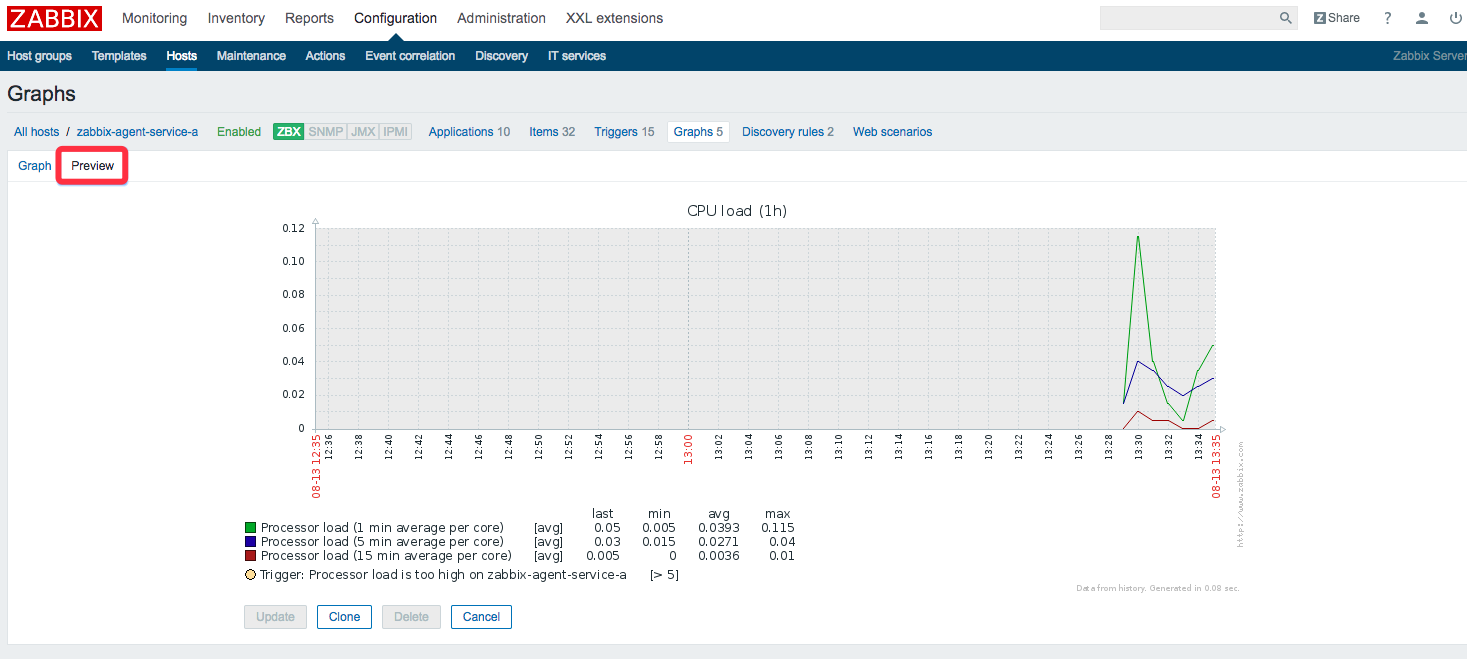 ZABBIX Monitoring Inventory Reports Configuration Administration XXL extensions Z Share ?
Host groups Templates Hosts Maintenance Actions Event correlation Discovery IT services Zabbix Server
Graphs
All hosts / zabbix-agent-service-a Enabled ZBX SNMP JMX IPMI Applications 10 Items 32 Triggers 15 Graphs 5 Discovery rules 2 Web scenarios
Graph Preview
CPU load (1h)
0.12
0.10
0.08
0.06
0.04
0.02
0
08-13 12:35 12:36 12:38 12:40 12:42 12:44 12:46 12:48 12:50 12:52 12:54 12:56 12:58 13:00 13:02 13:04 13:06 13:08 13:10 13:12 13:14 13:16 13:18 13:20 13:22 13:24 13:26 13:28 13:30 13:32 13:34 08-13 13:35
http://www.zabbix.com
last min avg max
Processor load (1 min average per core) [avg] 0.05 0.005 0.0393 0.115
Processor load (5 min average per core) [avg] 0.03 0.015 0.0271 0.04
Processor load (15 min average per core) [avg] 0.005 0 0.0036 0.01
Trigger: Processor load is too high on zabbix-agent-service-a [> 5]
Data from history. Generated in 0.08 sec.
Update Clone Delete Cancel